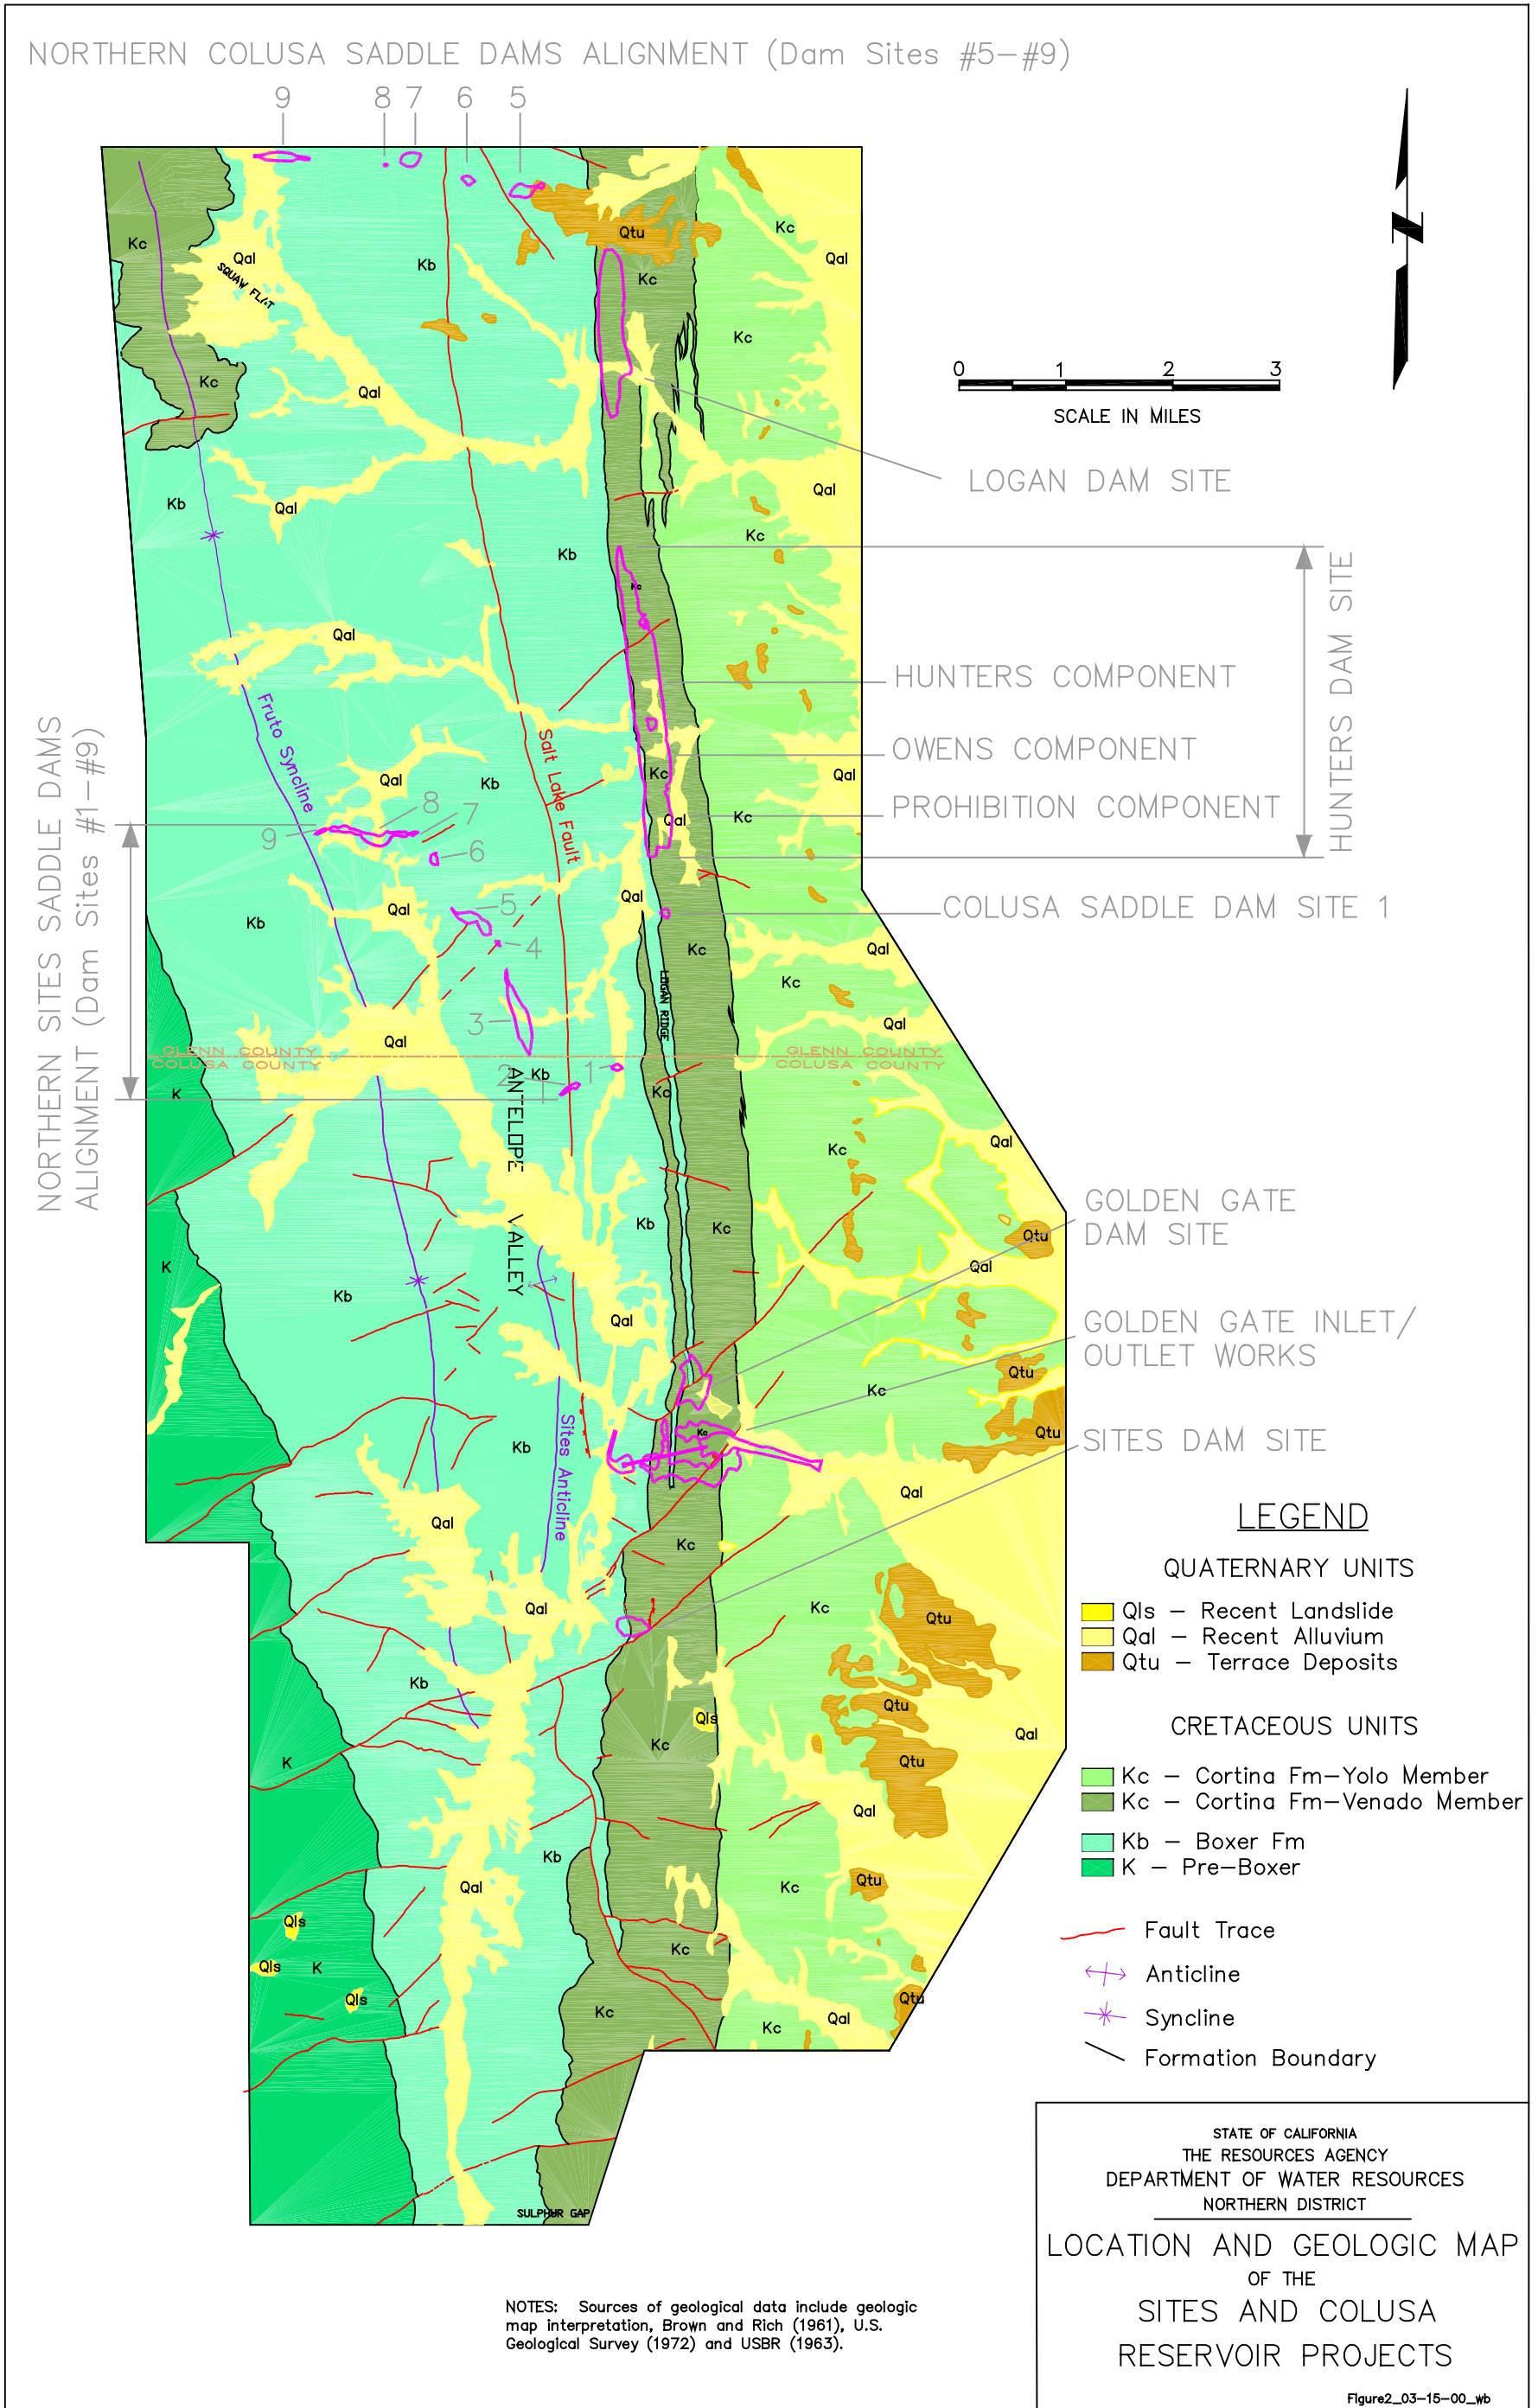 NORTHERN COLUSA SADDLE DAMS ALIGNMENT (Dam Sites #5-#9)
9 8 7 6 5
Kc
Qal
SQUAW FLAT
Kb
Qtu
Kc
Kc
Qal
Kc
Kc
Qal
0 1 2 3
SCALE IN MILES
LOGAN DAM SITE
Kb
Qal
Kb
Qal
Kc
Kc
HUNTERS DAM SITE
Qal
HUNTERS COMPONENT
Fruto Syncline
Salt Lake Fault
OWENS COMPONENT
Qal
Kb
Kc
Qal
PROHIBITION COMPONENT
8
7
9
6
Qal
Kc
NORTHERN SITES SADDLE DAMS
ALIGNMENT (Dam Sites #1-#9)
Kb
Qal
5
4
Qal
COLUSA SADDLE DAM SITE 1
Kc
Qal
Kc
LOGAN RIDGE
3
Qal
Qal
GLENN COUNTY
COLUSA COUNTY
GLENN COUNTY
COLUSA COUNTY
2
Kb
1
Kc
K
ANTELOPE VALLEY
Kc
Qal
GOLDEN GATE
DAM SITE
Kb
Kc
Qtu
K
Qal
Kb
Qal
GOLDEN GATE INLET/
OUTLET WORKS
Qtu
Kc
Sites Anticline
Kb
Kc
Qtu
SITES DAM SITE
Qal
Qal
Kc
Qal
Kc
Qtu
Kb
Qls
Qtu
Kc
Qal
K
Qtu
Qal
Kb
Qal
Kc
Qtu
Qls
Kc
Qls
K
Qls
Kc
Qtu
Qal
Kc
SULPHUR GAP
LEGEND
QUATERNARY UNITS
Qls - Recent Landslide
Qal - Recent Alluvium
Qtu - Terrace Deposits
CRETACEOUS UNITS
Kc - Cortina Fm-Yolo Member
Kc - Cortina Fm-Venado Member
Kb - Boxer Fm
K - Pre-Boxer
Fault Trace
Anticline
Syncline
Formation Boundary
STATE OF CALIFORNIA
THE RESOURCES AGENCY
DEPARTMENT OF WATER RESOURCES
NORTHERN DISTRICT
LOCATION AND GEOLOGIC MAP
OF THE
SITES AND COLUSA
RESERVOIR PROJECTS
Figure2_03-15-00_wb
NOTES: Sources of geological data include geologic
map interpretation, Brown and Rich (1961), U.S.
Geological Survey (1972) and USBR (1963).